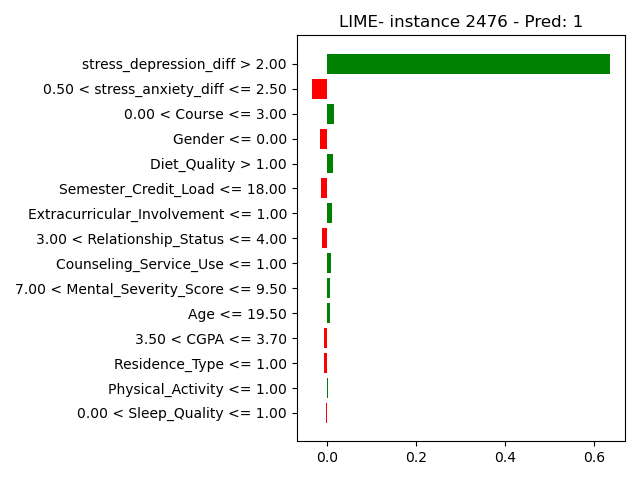 LIME- instance 2476 - Pred: 1
stress_depression_diff > 2.00
0.50 < stress_anxiety_diff <= 2.50
0.00 < Course <= 3.00
Gender <= 0.00
Diet_Quality > 1.00
Semester_Credit_Load <= 18.00
Extracurricular_Involvement <= 1.00
3.00 < Relationship_Status <= 4.00
Counseling_Service_Use <= 1.00
7.00 < Mental_Severity_Score <= 9.50
Age <= 19.50
3.50 < CGPA <= 3.70
Residence_Type <= 1.00
Physical_Activity <= 1.00
0.00 < Sleep_Quality <= 1.00
0.0 0.2 0.4 0.6